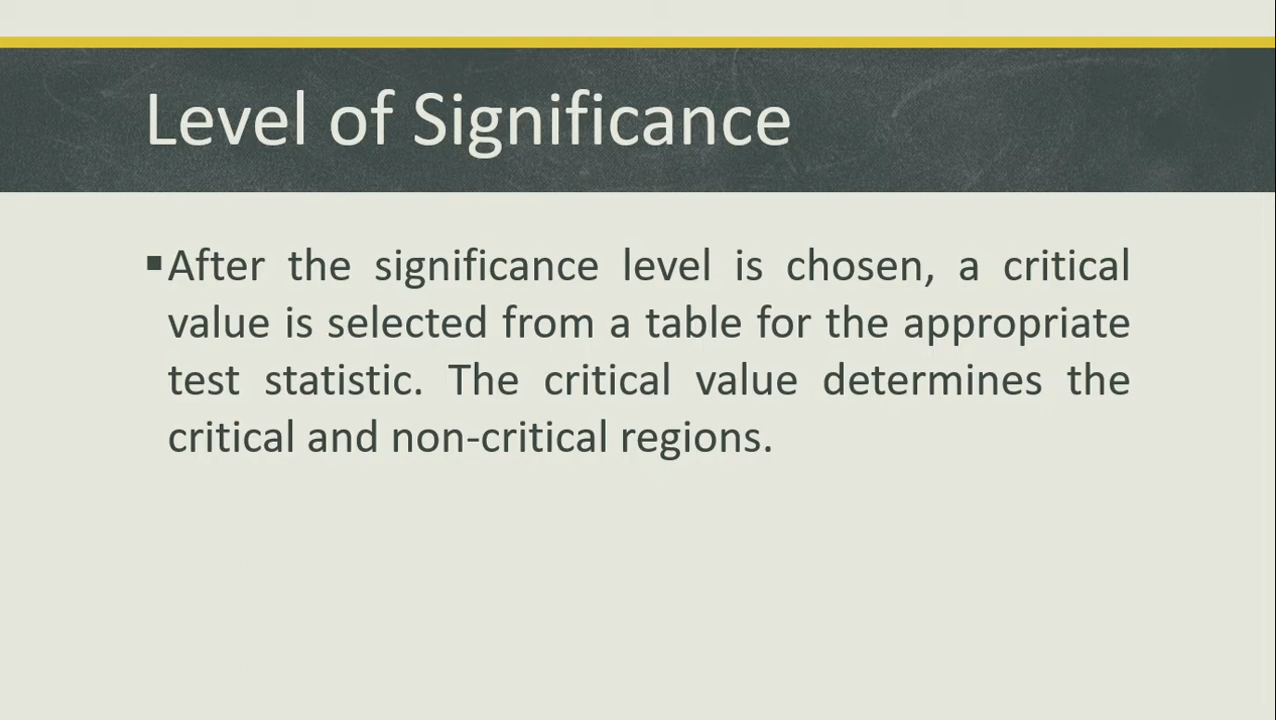 Level of Significance
▪After the significance level is chosen, a critical
value is selected from a table for the appropriate
test statistic. The critical value determines the
critical and non-critical regions.